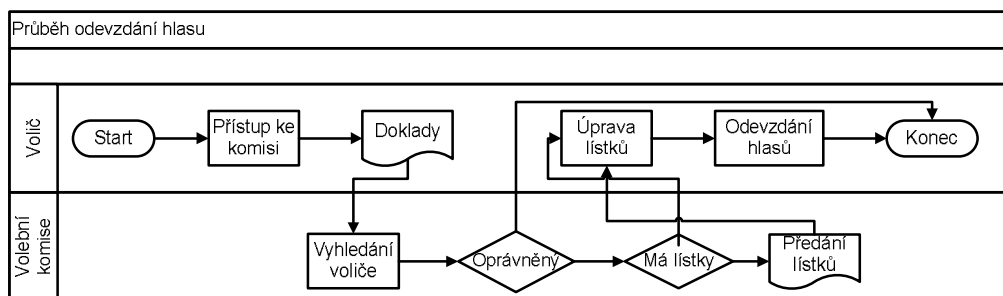 Průběh odevzdání hlasu
Volič
Start
Přístup ke
komisi
Doklady
Úprava
lístků
Odevzdání
hlasů
Konec
Volební
komise
Vyhledání
voliče
Oprávněný
Má lístky
Předání
lístků